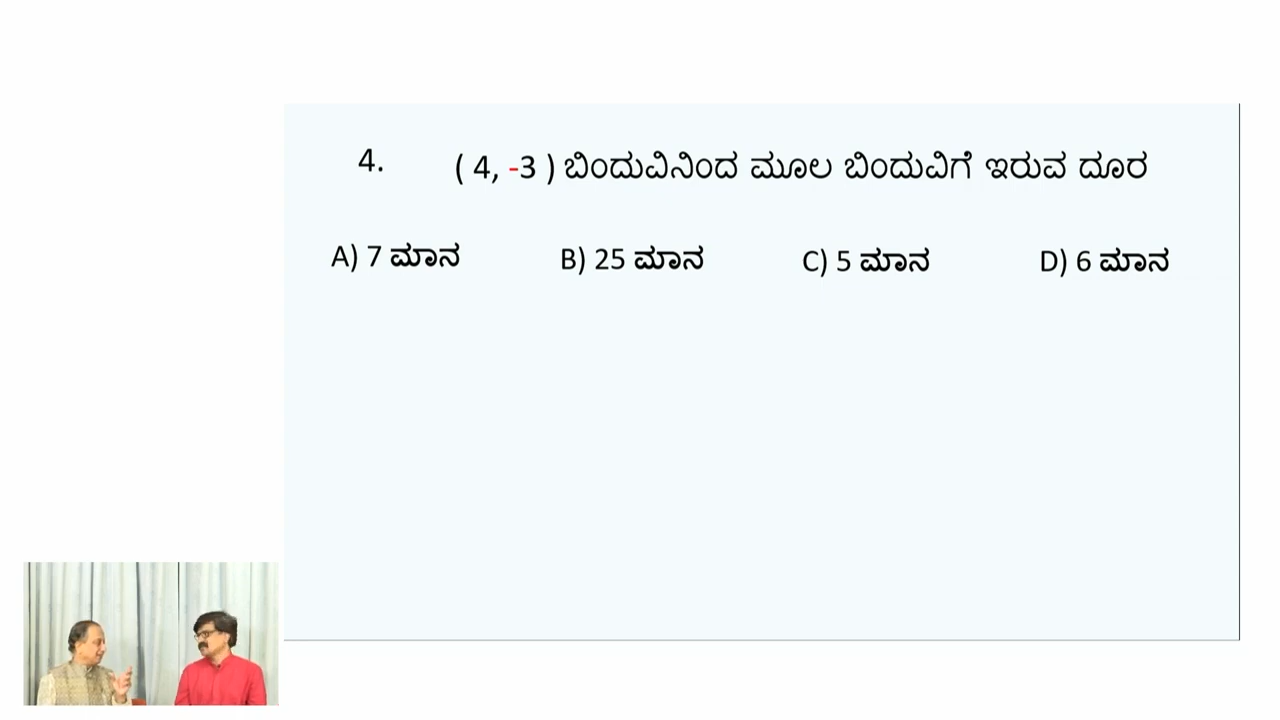 4. ( 4, -3 ) ಬಿಂದುವಿನಿಂದ ಮೂಲ ಬಿಂದುವಿಗೆ ಇರುವ ದೂರ
A) 7 ಮಾನ B) 25 ಮಾನ C) 5 ಮಾನ D) 6 ಮಾನ